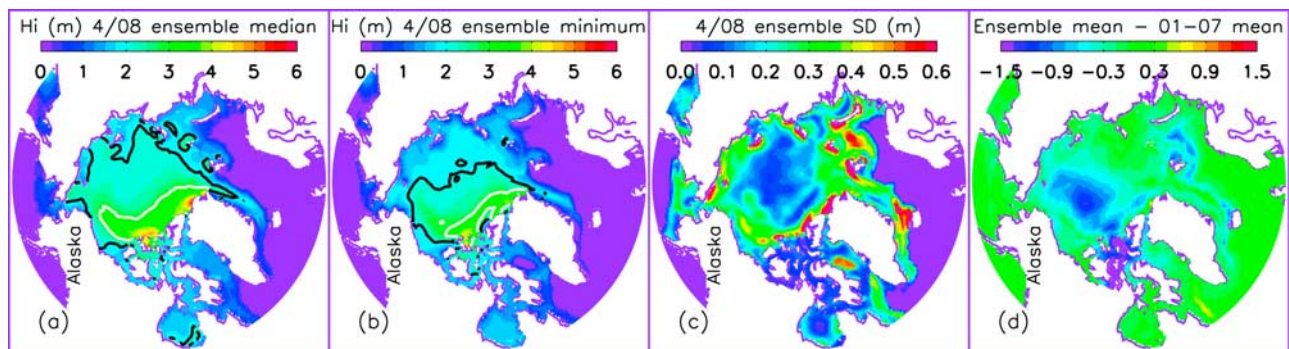 Hi (m) 4/08 ensemble median
0 1 2 3 4 5 6
Alaska
(a)
Hi (m) 4/08 ensemble minimum
0 1 2 3 4 5 6
Alaska
(b)
4/08 ensemble SD (m)
0.0 0.1 0.2 0.3 0.4 0.5 0.6
Alaska
(c)
Ensemble mean - 01-07 mean
-1.5 -0.9 -0.3 0.3 0.9 1.5
Alaska
(d)